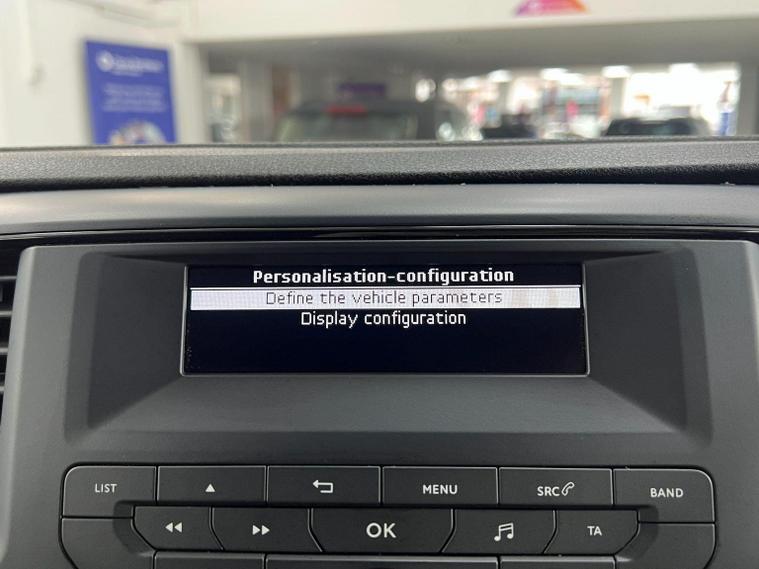 Personalisation-configuration
Define the vehicle parameters
Display configuration
LIST
MENU
SRC
BAND
OK
TA